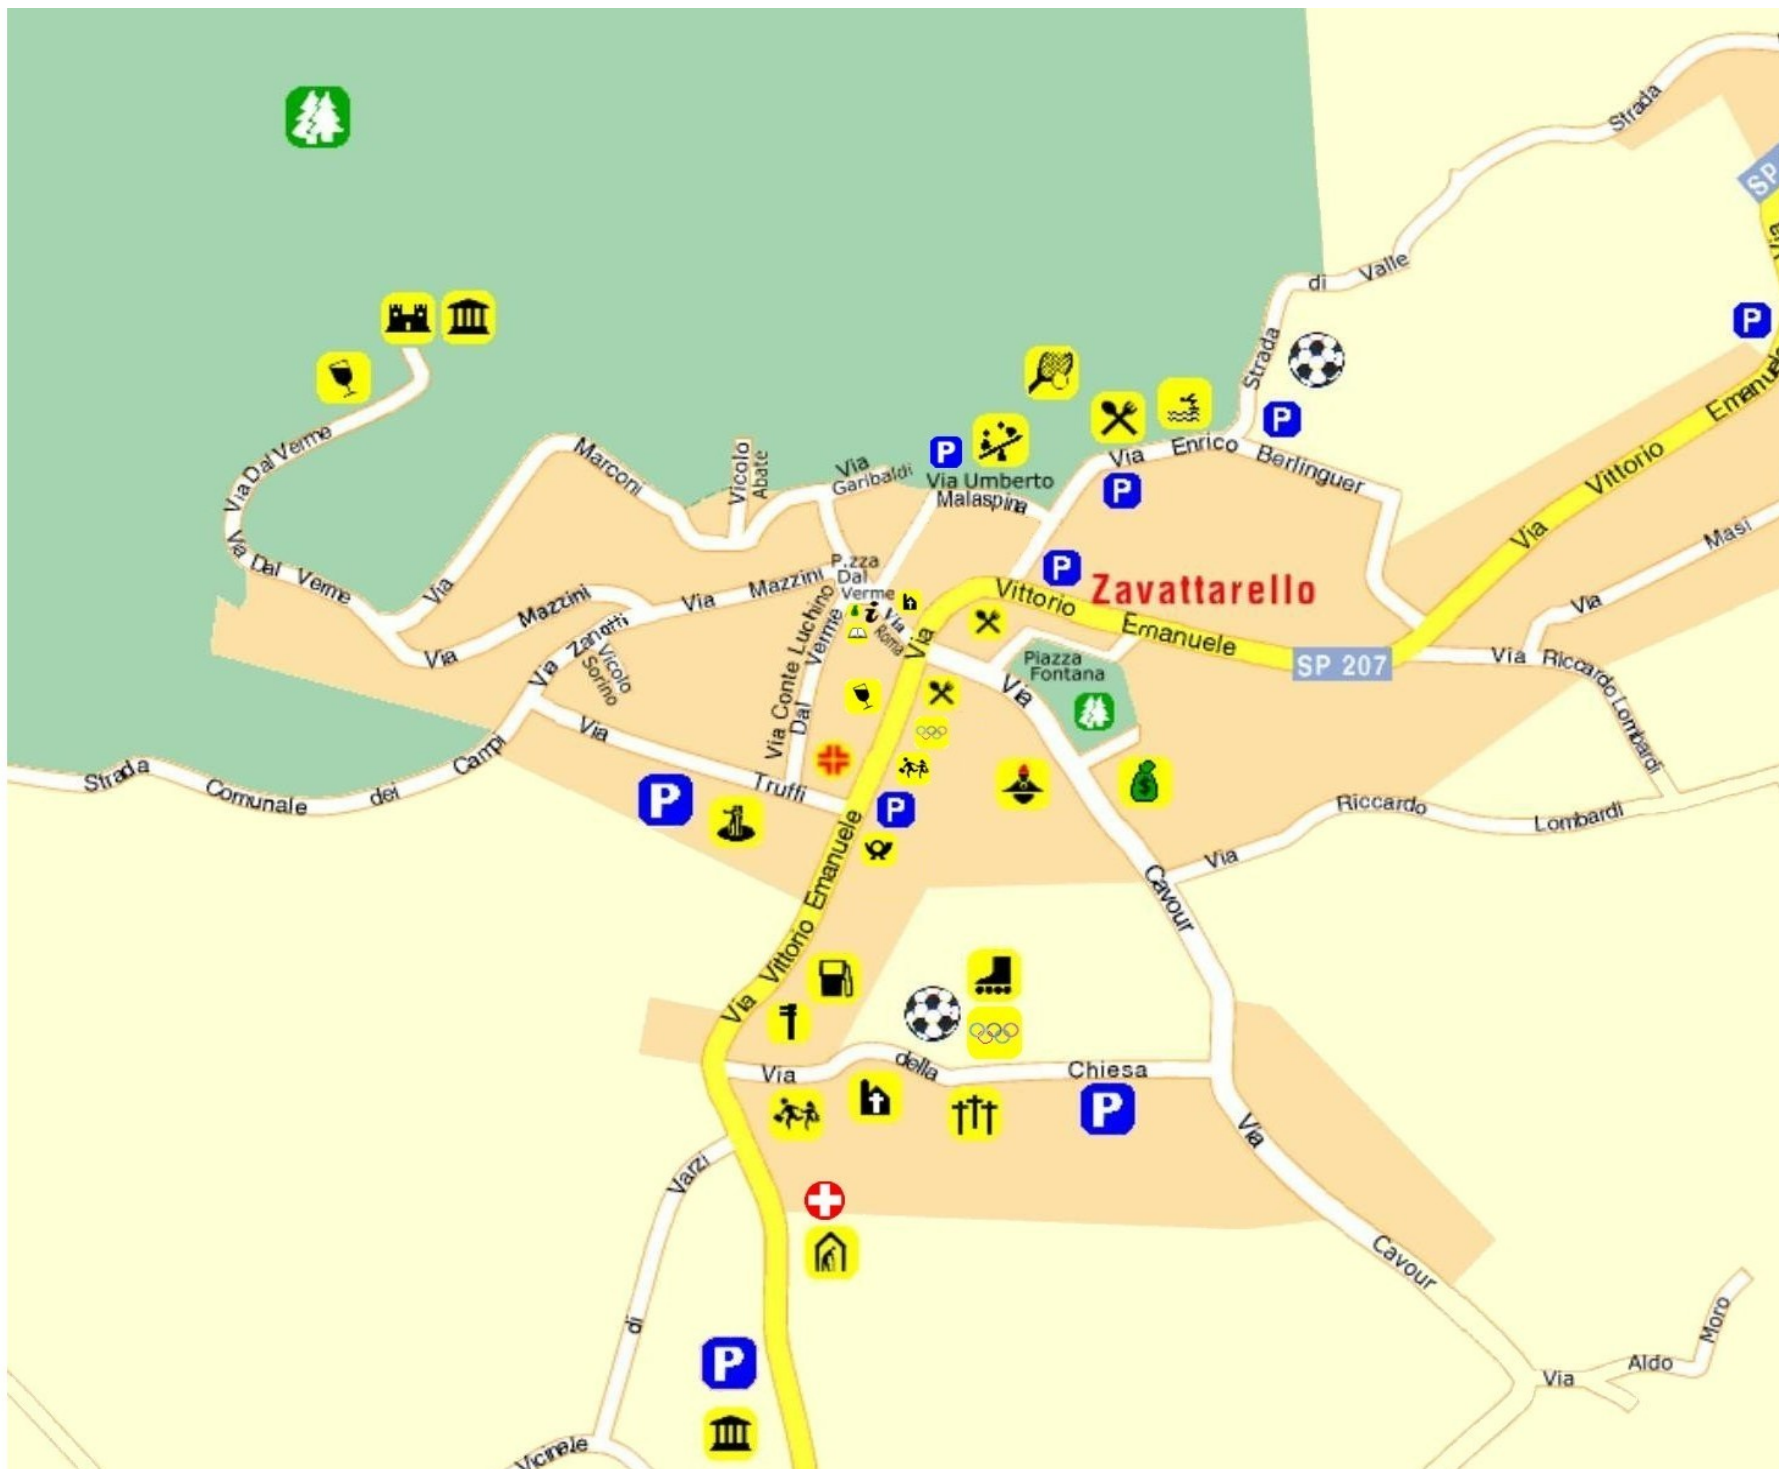 Strada
SP
Via
di
Valle
P
Strada
P
Emanuele
Vittorio
Via
Masi
Via
Via Dal Verme
Marconi
Vicolo
Abate
Via
Garibaldi
P
Via Umberto
Malaspina
Via
Enrico
Berlinguer
P
Via Dal Verme
Via
Mazzini
Via
Mazzini
P.zza
Dal
Verme
P
Zavattarello
Vittorio
Emanuele
SP 207
Via
Riccardo Lombardi
i
Via
Roma
Via
Piazza
Fontana
Via
Via
Via Zanotti
Vicolo
Sorino
Via Conte Luchino
Dal Verme
Strada
Comunale
dei
Campi
Via
Truffi
P
P
$
Riccardo
Lombardi
Via
Cavour
Via Vittorio Emanuele
Via
della
Chiesa
P
Via
Cavour
Varzi
di
P
Vicinale
Via
Aldo
Moro